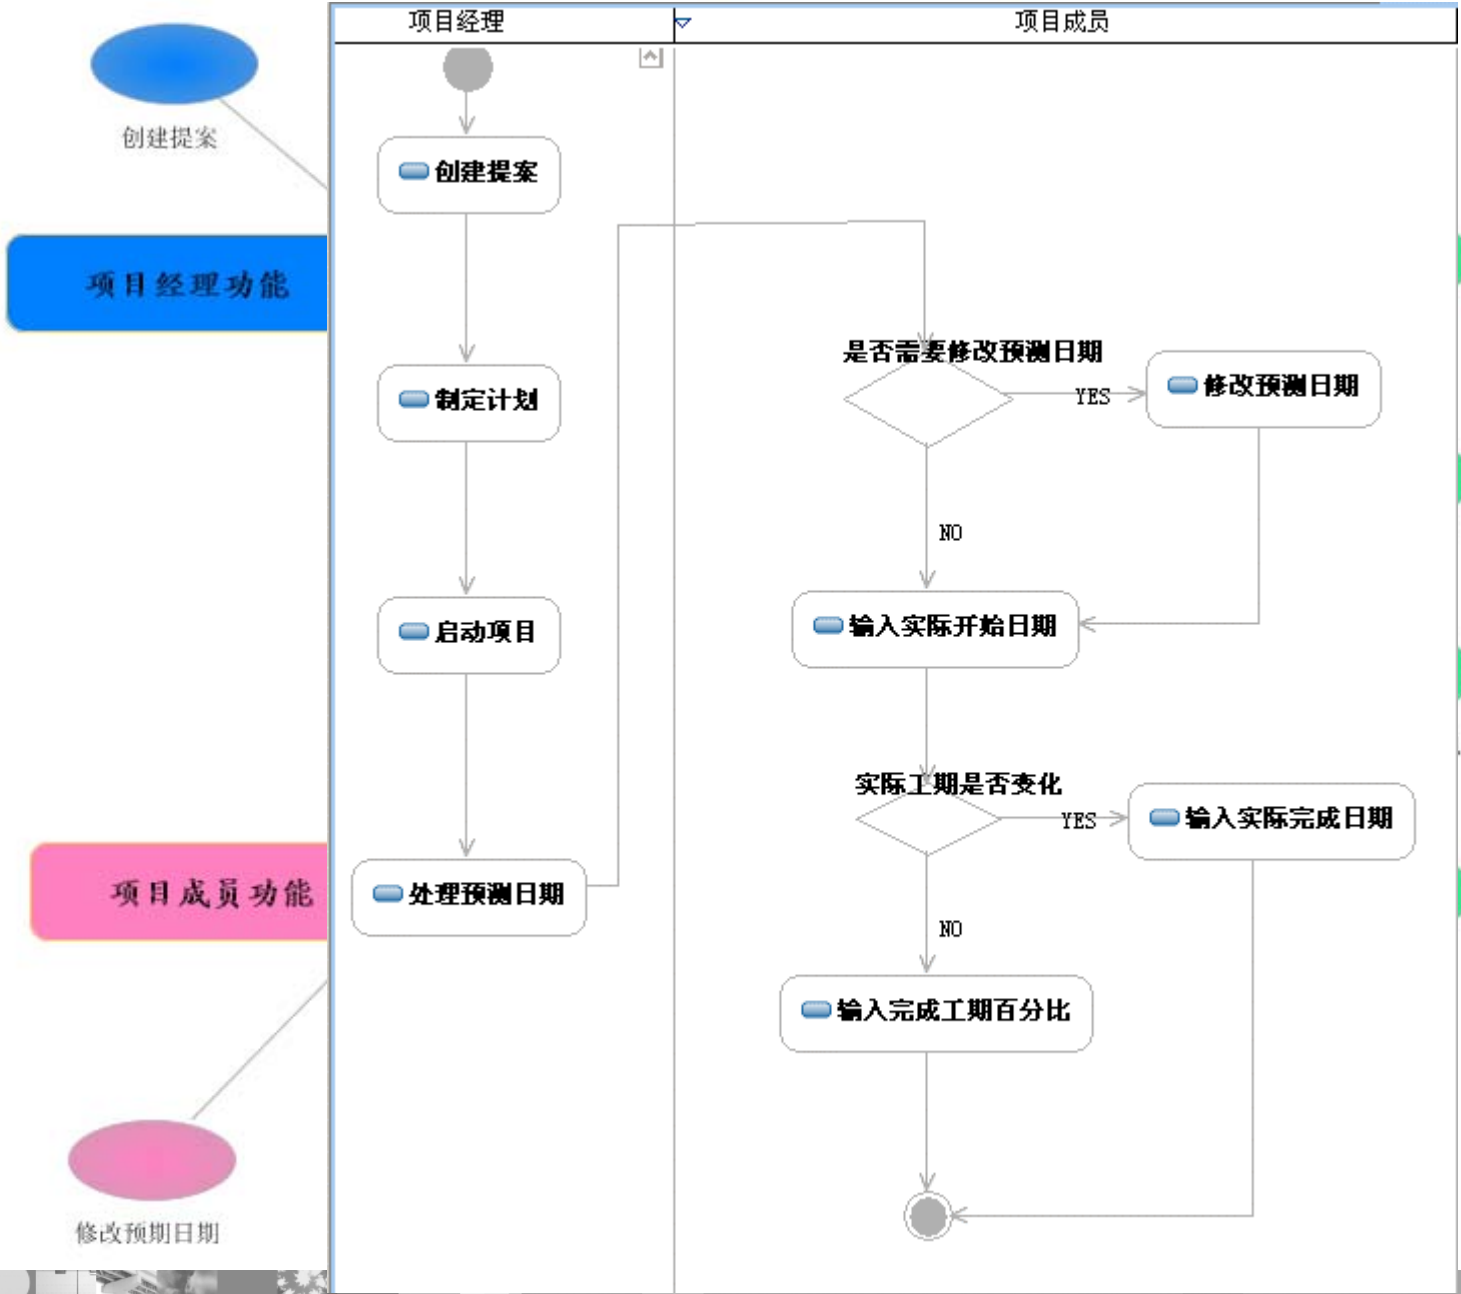 项目经理
项目成员
创建提案
项目经理功能
项目成员功能
修改预期日期
创建提案
制定计划
启动项目
处理预测日期
是否需要修改预测日期
YES
修改预测日期
NO
输入实际开始日期
实际工期是否变化
YES
输入实际完成日期
NO
输入完成工期百分比